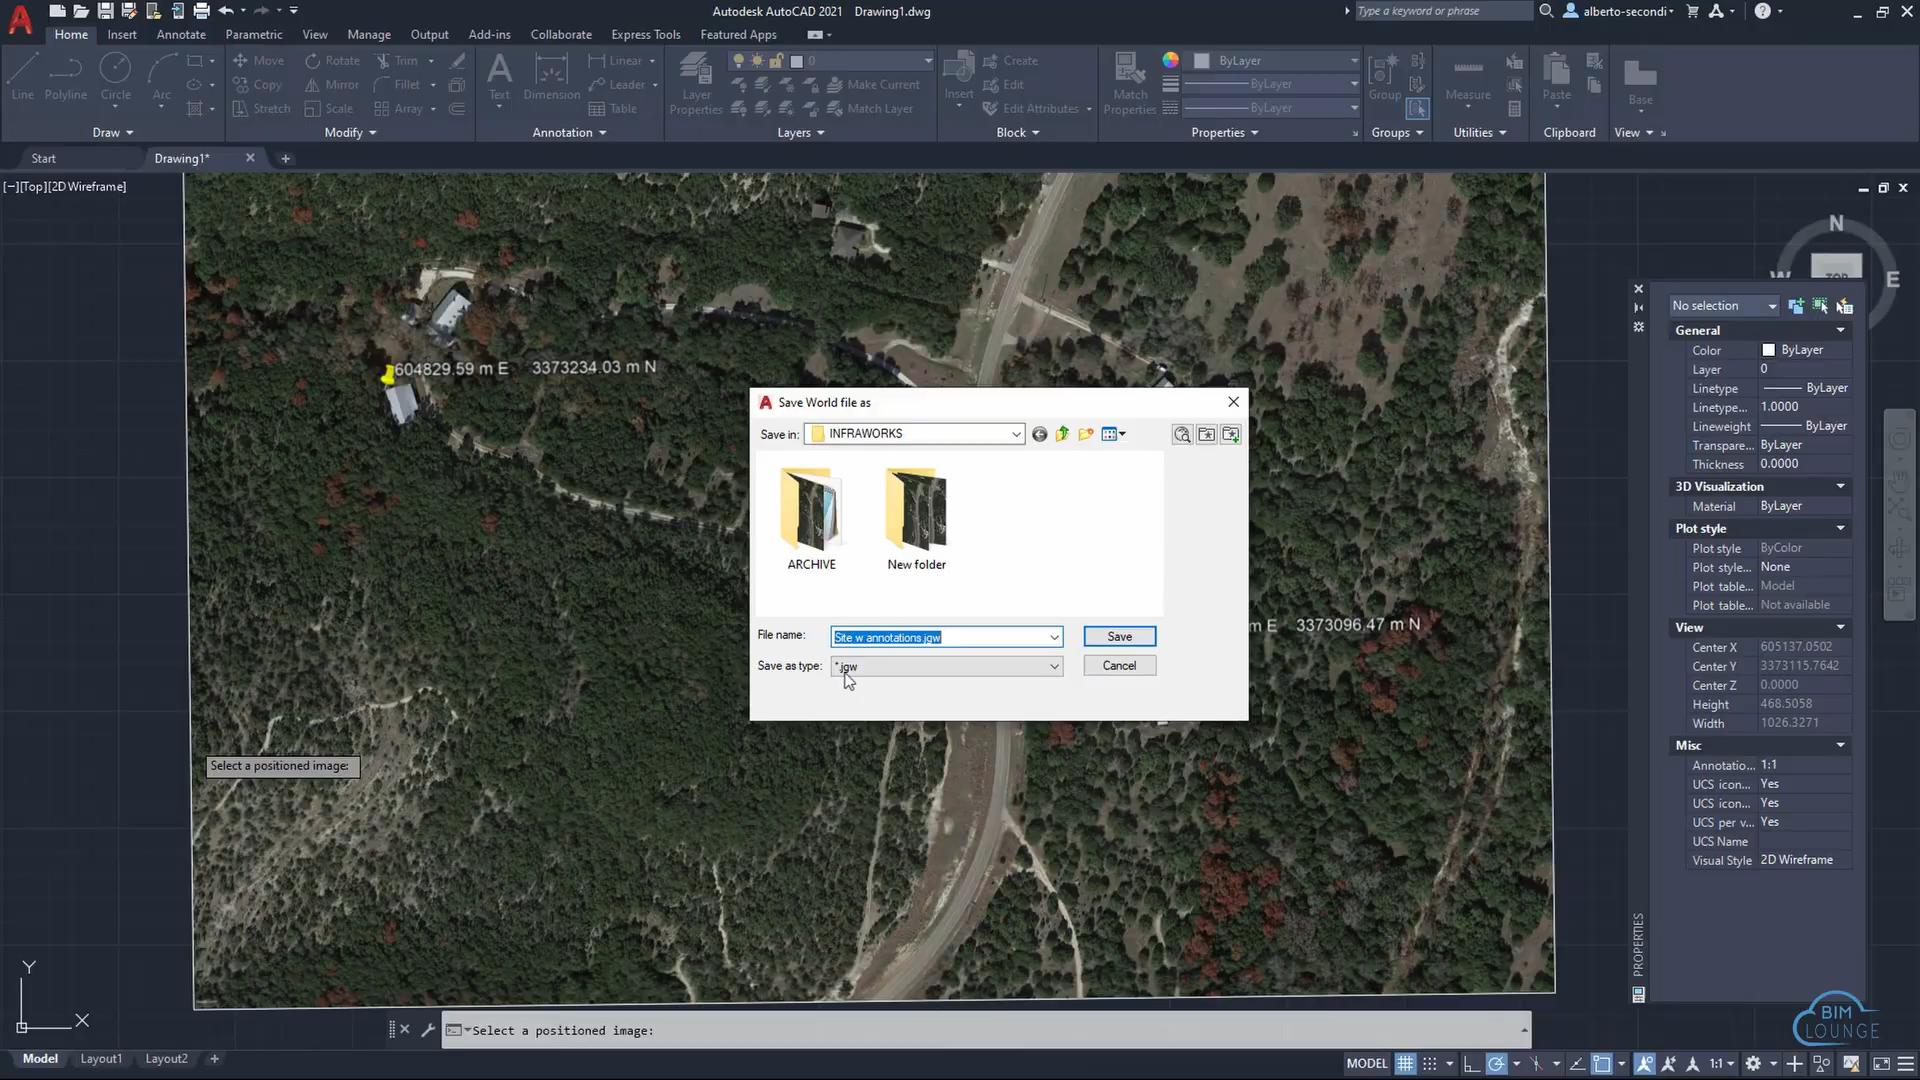 Autodesk AutoCAD 2021 Drawing1.dwg
Type a keyword or phrase
alberto-secondi
Home Insert Annotate Parametric View Manage Output Add-ins Collaborate Express Tools Featured Apps
Line
Polyline
Circle
Arc
Draw
Move Rotate Trim
Copy Mirror Fillet
Stretch Scale Array
Modify
Text
Dimension
Linear
Leader
Table
Annotation
Layer
Properties
0
Make Current
Match Layer
Layers
Insert
Create
Edit
Edit Attributes
Block
Match
Properties
ByLayer
ByLayer
ByLayer
Properties
Group
Groups
Measure
Utilities
Paste
Clipboard
Base
View
Start Drawing1*
[−][Top][2D Wireframe]
N
W
TOP
E
604829.59 m E 3373234.03 m N
m E 3373096.47 m N
Save World file as
Save in: INFRAWORKS
ARCHIVE New folder
File name: Site w annotations.jgw Save
Save as type: *.jgw Cancel
No selection
General
Color ByLayer
Layer 0
Linetype ByLayer
Linetype... 1.0000
Lineweight ByLayer
Transpare... ByLayer
Thickness 0.0000
3D Visualization
Material ByLayer
Plot style
Plot style ByColor
Plot style... None
Plot table... Model
Plot table... Not available
View
Center X 605137.0502
Center Y 3373115.7642
Center Z 0.0000
Height 468.5058
Width 1026.3271
Misc
Annotatio... 1:1
UCS icon... Yes
UCS icon... Yes
UCS per v... Yes
UCS Name
Visual Style 2D Wireframe
PROPERTIES
Select a positioned image:
Y
X
Select a positioned image:
BIM
LOUNGE
Model Layout1 Layout2
MODEL
1:1